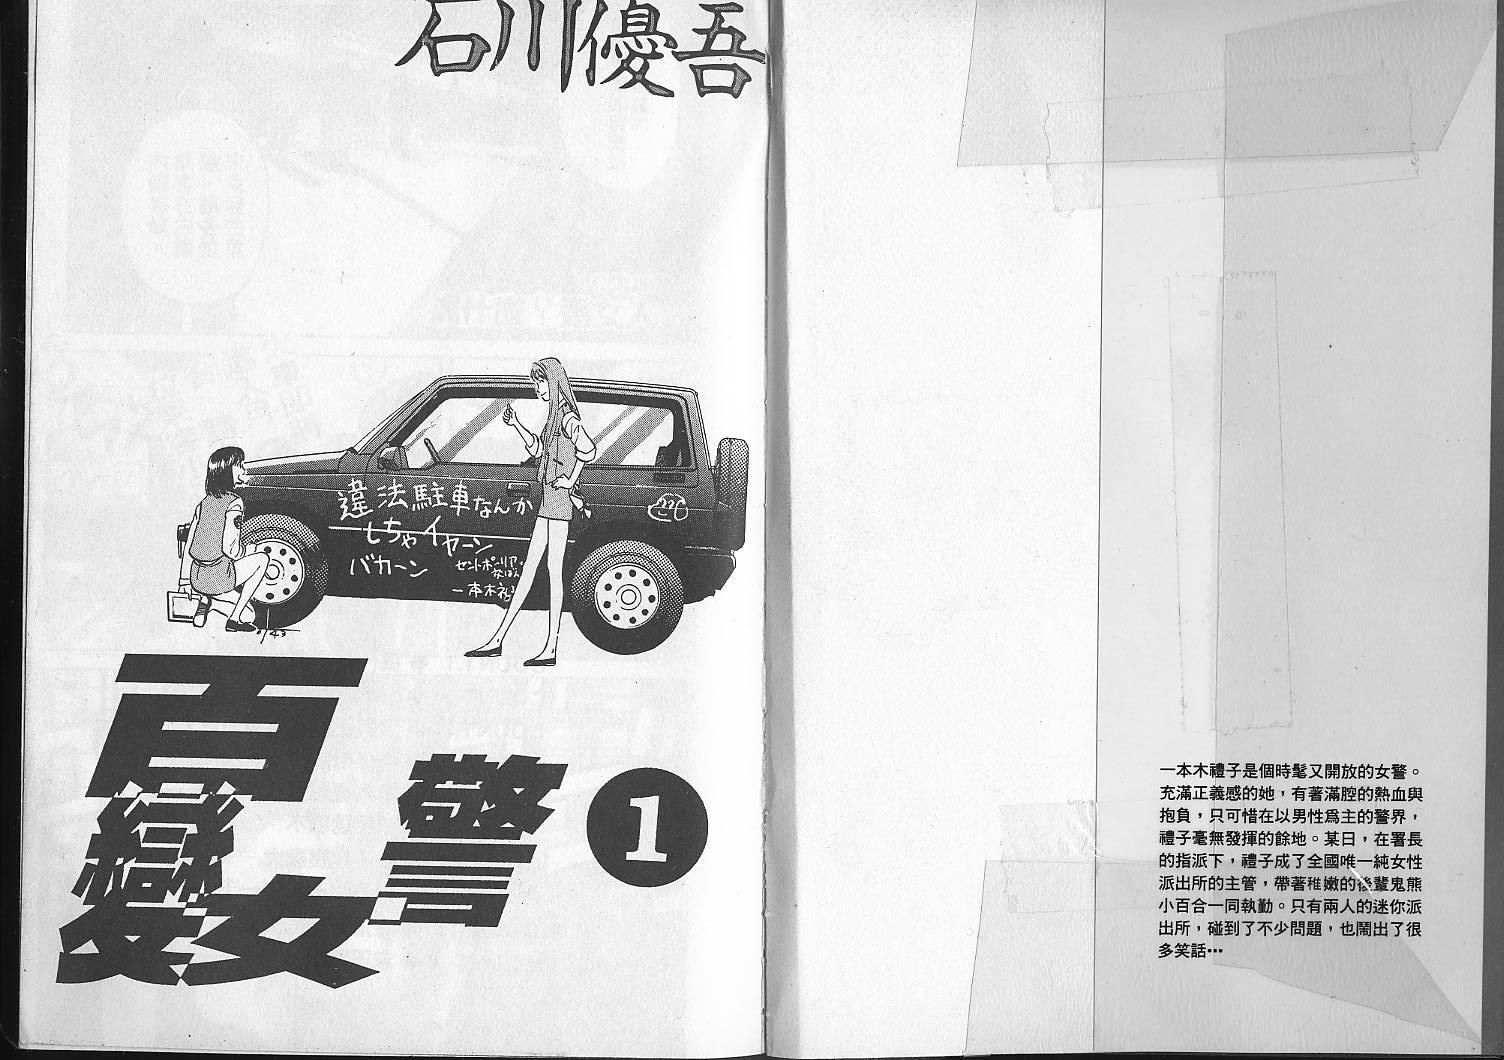 石川優吾
違法駐車なんか
しちゃイヤーン
バカーン
セントポーリア
一本木
百變女警
1
一本木禮子是個時髦又開放的女警。
充滿正義感的她，有著滿腔的熱血與
抱負，只可惜在以男性爲主的警界，
禮子毫無發揮的餘地。某日，在署長
的指派下，禮子成了全國唯一純女性
派出所的主管，帶著稚嫩的後輩鬼熊
小百合一同執勤。只有兩人的迷你派
出所，碰到了不少問題，也鬧出了很
多笑話⋯